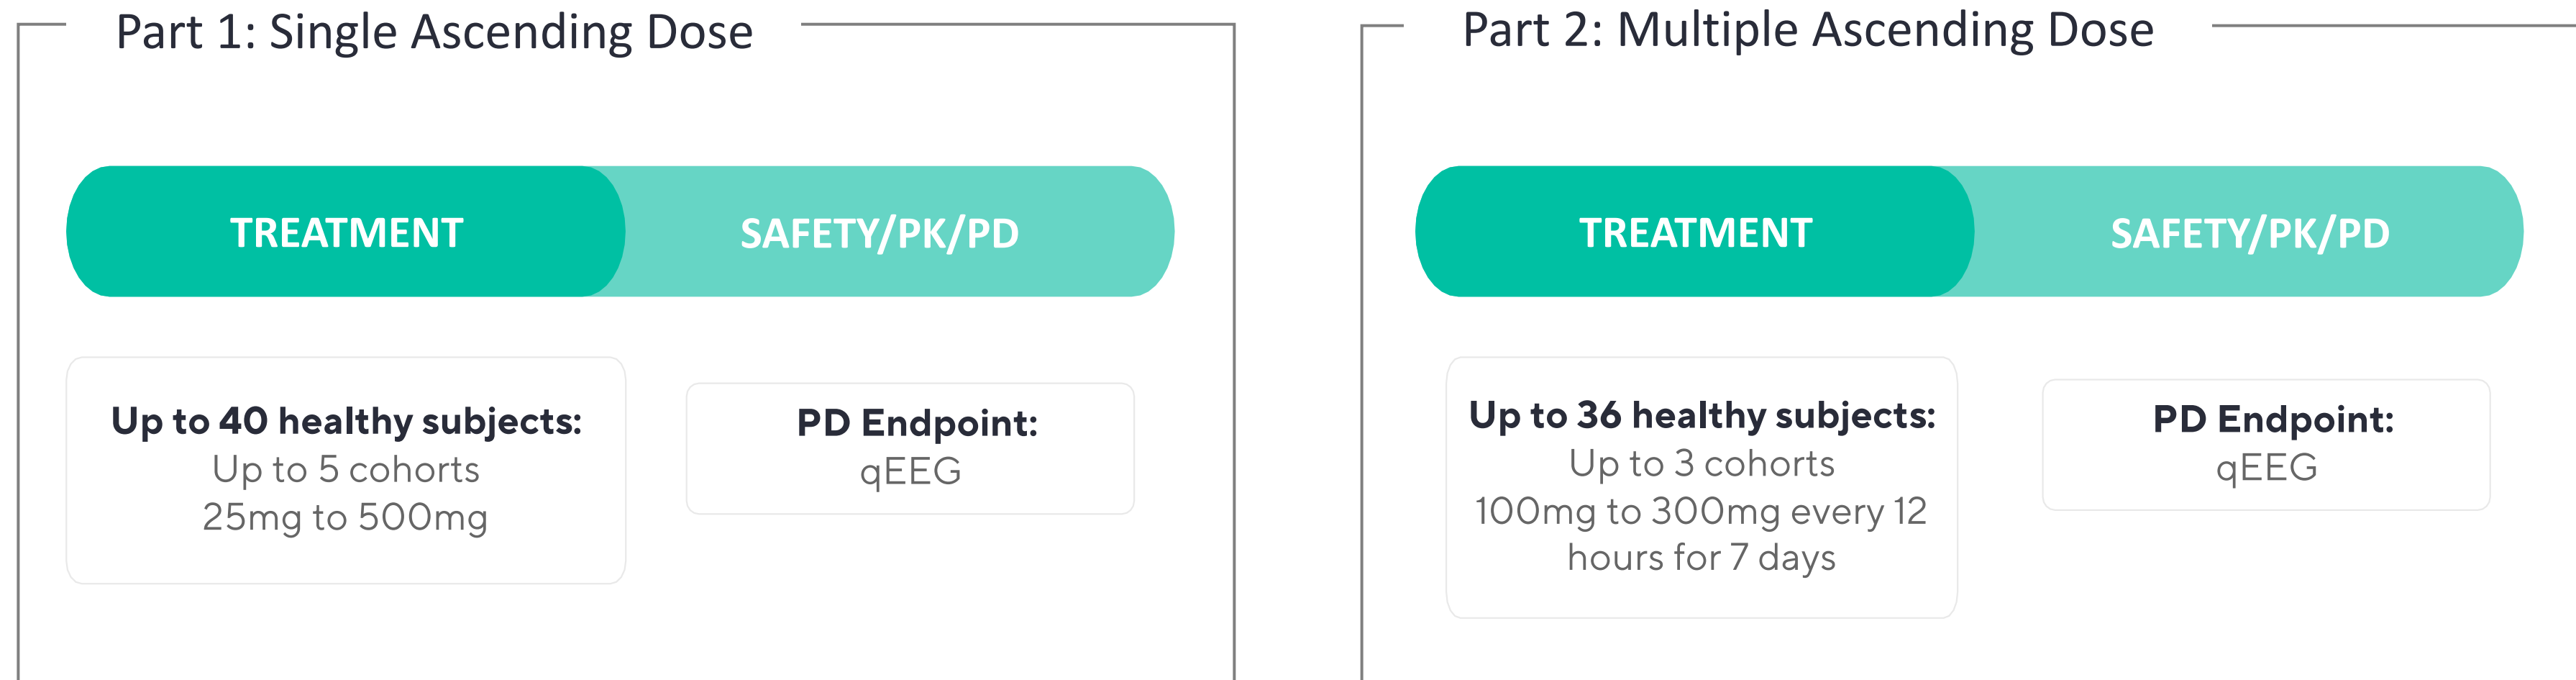 Part 1: Single Ascending Dose
TREATMENT
SAFETY/PK/PD
Up to 40 healthy subjects:
Up to 5 cohorts
25mg to 500mg
PD Endpoint:
qEEG
Part 2: Multiple Ascending Dose
TREATMENT
SAFETY/PK/PD
Up to 36 healthy subjects:
Up to 3 cohorts
100mg to 300mg every 12
hours for 7 days
PD Endpoint:
qEEG